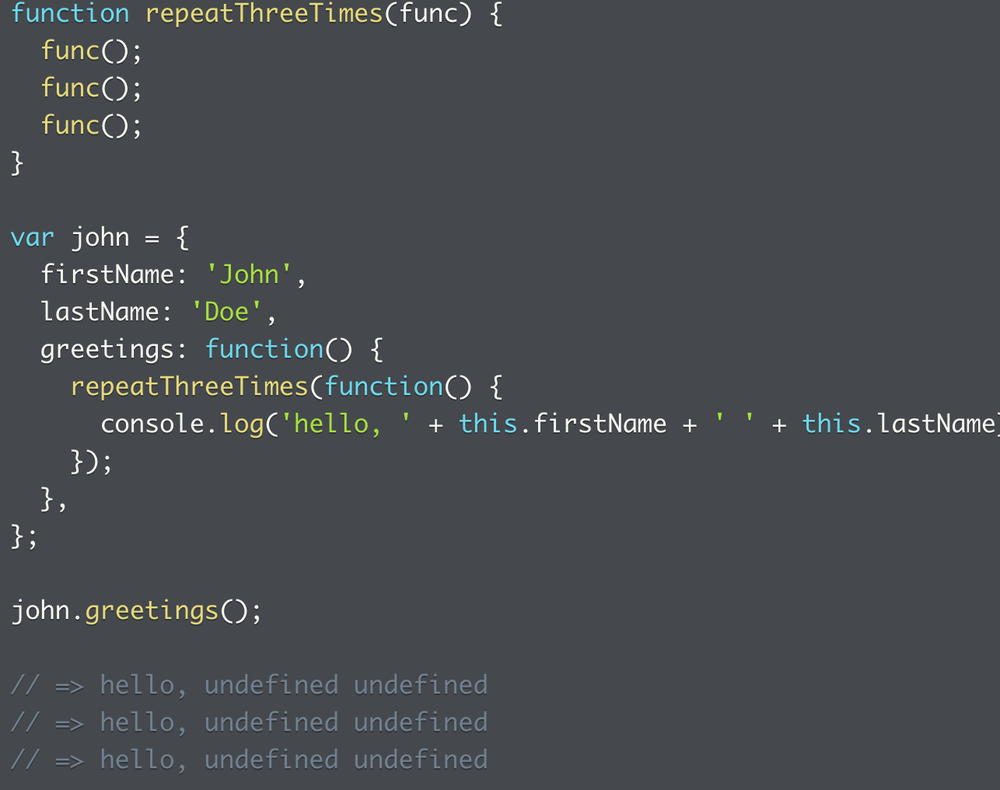 function repeatThreeTimes(func) {
  func();
  func();
  func();
}

var john = {
  firstName: 'John',
  lastName: 'Doe',
  greetings: function() {
    repeatThreeTimes(function() {
      console.log('hello, ' + this.firstName + ' ' + this.lastName)
    });
  },
};

john.greetings();

// => hello, undefined undefined
// => hello, undefined undefined
// => hello, undefined undefined